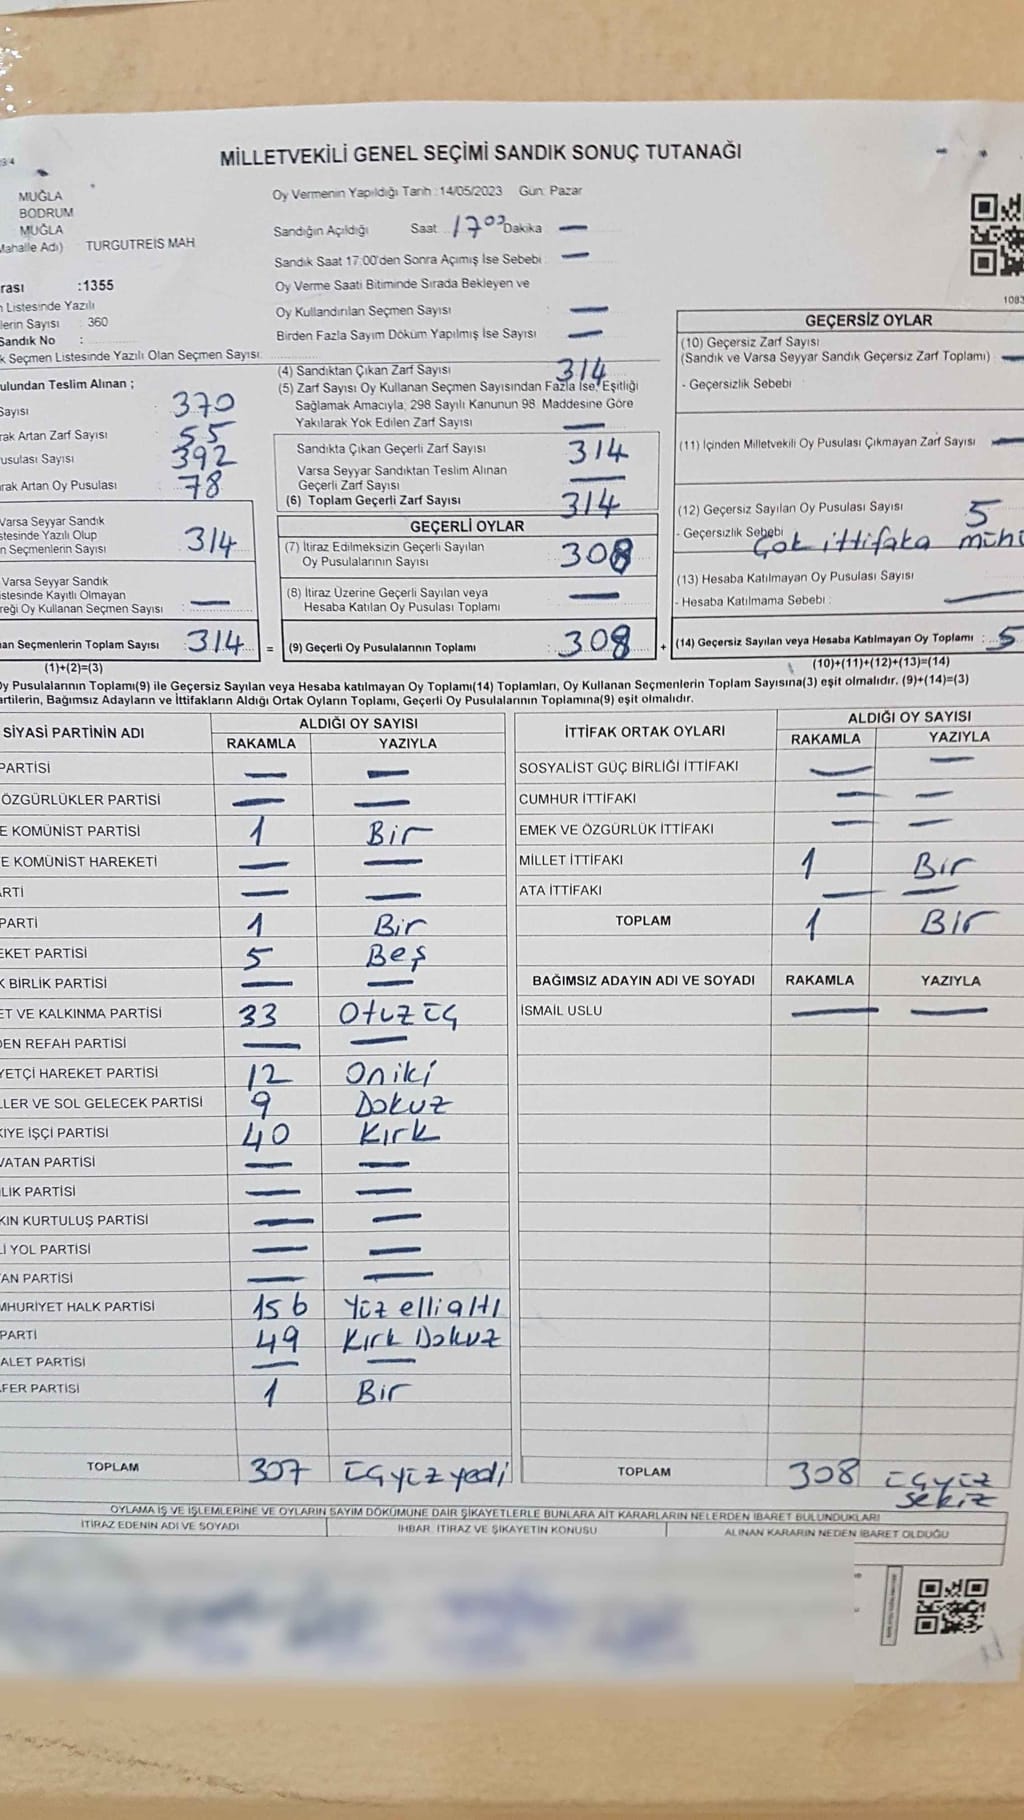 MİLLETVEKİLİ GENEL SEÇİMİ SANDIK SONUÇ TUTANAĞI
MUĞLA
BODRUM
MUĞLA
Mahalle Adı) TURGUTREİS MAH
rası :1355
n Listesinde Yazılı
lerin Sayısı : 360
Sandık No :
k Seçmen Listesinde Yazılı Olan Seçmen Sayısı:
Oy Vermenin Yapıldığı Tarih :14/05/2023 Gün: Pazar
Sandığın Açıldığı Saat Dakika —
Sandık Saat 17:00'den Sonra Açımış İse Sebebi : —
Oy Verme Saati Bitiminde Sırada Bekleyen ve
Oy Kullandırılan Seçmen Sayısı —
Birden Fazla Sayım Döküm Yapılmış İse Sayısı —
ulundan Teslim Alınan ;
Sayısı 370
rak Artan Zarf Sayısı 55
usulası Sayısı 392
rak Artan Oy Pusulası 78
Varsa Seyyar Sandık
stesinde Yazılı Olup
n Seçmenlerin Sayısı 314
Varsa Seyyar Sandık
istesinde Kayıtlı Olmayan
reği Oy Kullanan Seçmen Sayısı —
nan Seçmenlerin Toplam Sayısı : 314 =
(1)+(2)=(3)
(4) Sandıktan Çıkan Zarf Sayısı 314
(5) Zarf Sayısı Oy Kullanan Seçmen Sayısından Fazla İse, Eşitliği
Sağlamak Amacıyla, 298 Sayılı Kanunun 98. Maddesine Göre
Yakılarak Yok Edilen Zarf Sayısı —
Sandıkta Çıkan Geçerli Zarf Sayısı 314
Varsa Seyyar Sandıktan Teslim Alınan
Geçerli Zarf Sayısı —
(6) Toplam Geçerli Zarf Sayısı 314
GEÇERLİ OYLAR
(7) İtiraz Edilmeksizin Geçerli Sayılan
Oy Pusulalarının Sayısı 308
(8) İtiraz Üzerine Geçerli Sayılan veya
Hesaba Katılan Oy Pusulası Toplamı —
(9) Geçerli Oy Pusulalarının Toplamı 308 +
1083
GEÇERSİZ OYLAR
(10) Geçersiz Zarf Sayısı
(Sandık ve Varsa Seyyar Sandık Geçersiz Zarf Toplamı) —
- Geçersizlik Sebebi :
(11) İçinden Milletvekili Oy Pusulası Çıkmayan Zarf Sayısı —
(12) Geçersiz Sayılan Oy Pusulası Sayısı 5
- Geçersizlik Sebebi Çok ittifaka mühü
(13) Hesaba Katılmayan Oy Pusulası Sayısı
- Hesaba Katılmama Sebebi : —
(14) Geçersiz Sayılan veya Hesaba Katılmayan Oy Toplamı : 5
(10)+(11)+(12)+(13)=(14)
Oy Pusulalarının Toplamı(9) ile Geçersiz Sayılan veya Hesaba katılmayan Oy Toplamı(14) Toplamları, Oy Kullanan Seçmenlerin Toplam Sayısına(3) eşit olmalıdır. (9)+(14)=(3)
artilerin, Bağımsız Adayların ve İttifakların Aldığı Ortak Oyların Toplamı, Geçerli Oy Pusulalarının Toplamına(9) eşit olmalıdır.
SİYASİ PARTİNİN ADI
ALDIĞI OY SAYISI
RAKAMLA YAZIYLA
PARTİSİ — —
ÖZGÜRLÜKLER PARTİSİ — —
E KOMÜNİST PARTİSİ 1 Bir
E KOMÜNİST HAREKETİ — —
ARTİ — —
PARTİ 1 Bir
EKET PARTİSİ 5 Beş
K BİRLİK PARTİSİ — —
ET VE KALKINMA PARTİSİ 33 Otuz üç
DEN REFAH PARTİSİ — —
YETÇİ HAREKET PARTİSİ 12 Oniki
LLER VE SOL GELECEK PARTİSİ 9 Dokuz
KIYE İŞÇİ PARTİSİ 40 Kırk
VATAN PARTİSİ — —
LIK PARTİSİ — —
KIN KURTULUŞ PARTİSİ — —
Lİ YOL PARTİSİ — —
AN PARTİSİ — —
MHURİYET HALK PARTİSİ 156 Yüz elli altı
PARTİ 49 Kırk Dokuz
ALET PARTİSİ — —
FER PARTİSİ 1 Bir
TOPLAM 307 üçyüz yedi
İTTİFAK ORTAK OYLARI
ALDIĞI OY SAYISI
RAKAMLA YAZIYLA
SOSYALİST GÜÇ BİRLİĞİ İTTİFAKI — —
CUMHUR İTTİFAKI — —
EMEK VE ÖZGÜRLÜK İTTİFAKI — —
MİLLET İTTİFAKI 1 Bir
ATA İTTİFAKI — —
TOPLAM 1 Bir
BAĞIMSIZ ADAYIN ADI VE SOYADI RAKAMLA YAZIYLA
İSMAİL USLU — —
TOPLAM 308 üçyüz
sekiz
OYLAMA İŞ VE İŞLEMLERİNE VE OYLARIN SAYIM DÖKÜMÜNE DAİR ŞİKAYETLERLE BUNLARA AİT KARARLARIN NELERDEN İBARET BULUNDUKLARI
İTİRAZ EDENİN ADI VE SOYADI İHBAR, İTİRAZ VE ŞİKAYETİN KONUSU ALINAN KARARIN NEDEN İBARET OLDUĞU